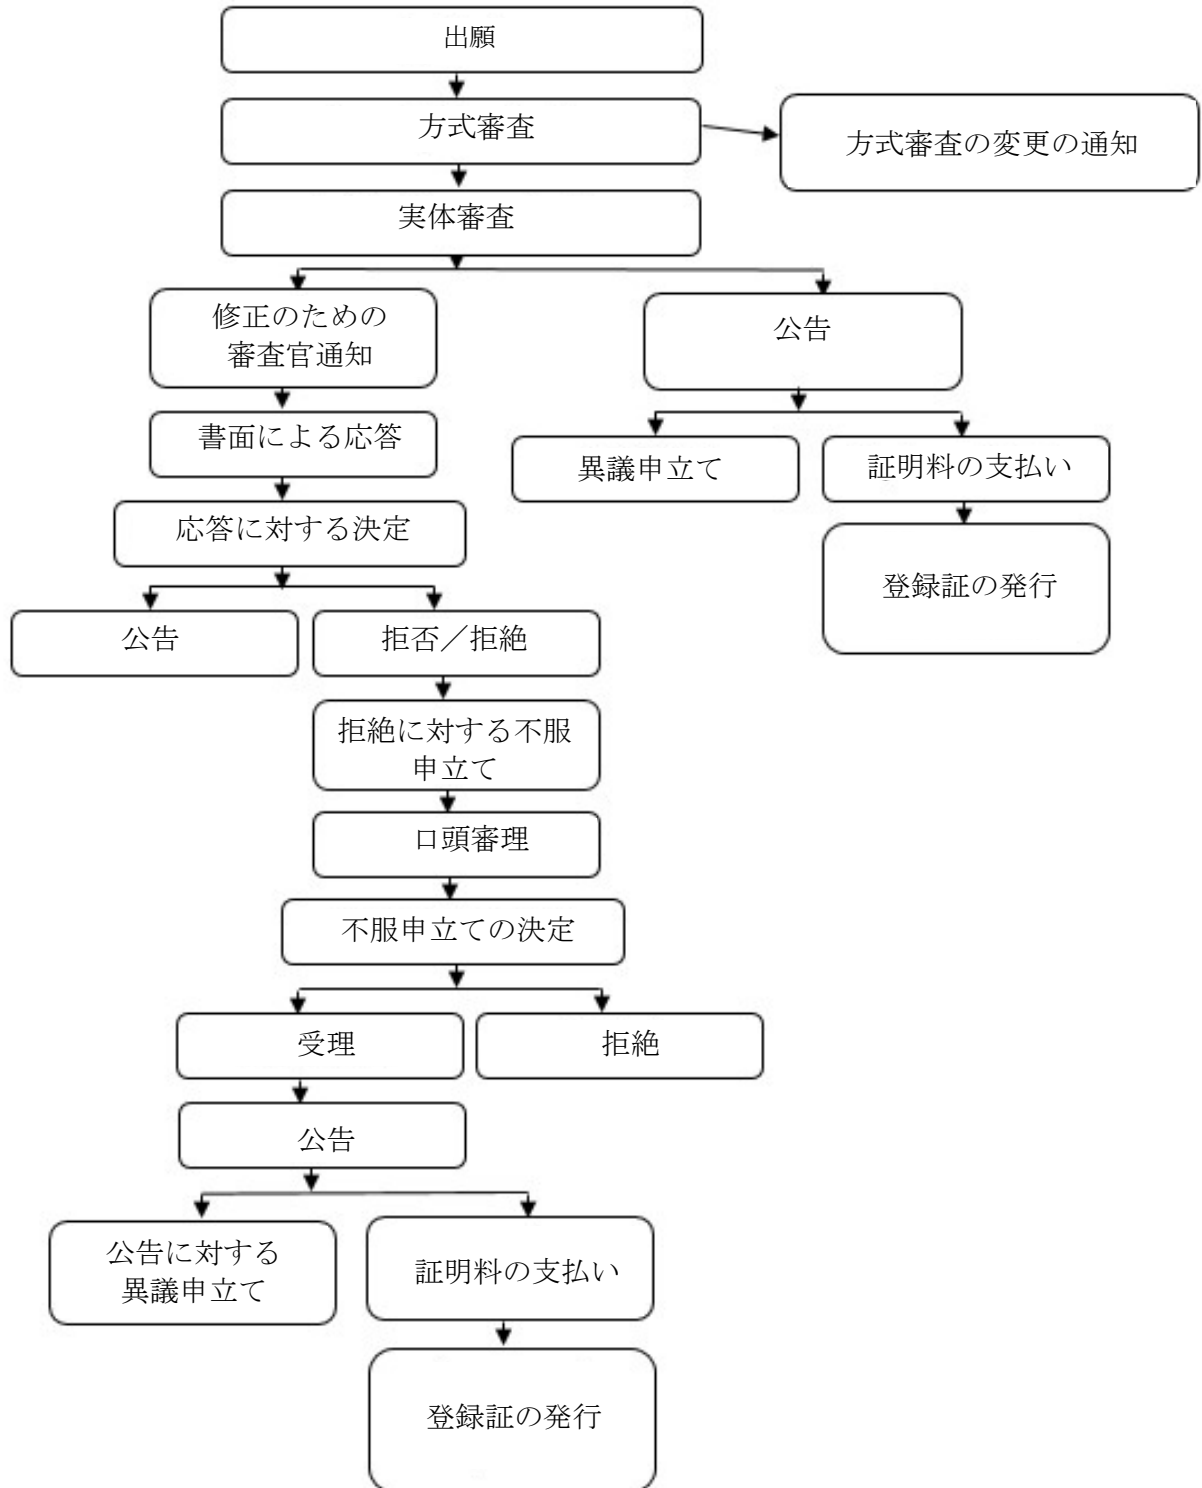 出願
方式審査
方式審査の変更の通知
実体審査
修正のための
審査官通知
公告
書面による応答
異議申立て
証明料の支払い
応答に対する決定
登録証の発行
公告
拒否／拒絶
拒絶に対する不服
申立て
口頭審理
不服申立ての決定
受理
拒絶
公告
公告に対する
異議申立て
証明料の支払い
登録証の発行